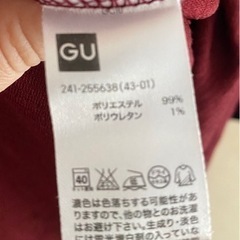 GU
241-255638(43-01)
ポリエステル 99%
ポリウレタン 1%
40
濃色は色落ちする可能性があり
ますので、他の物とのお洗濯
はお避け下さい。生成り・淡色